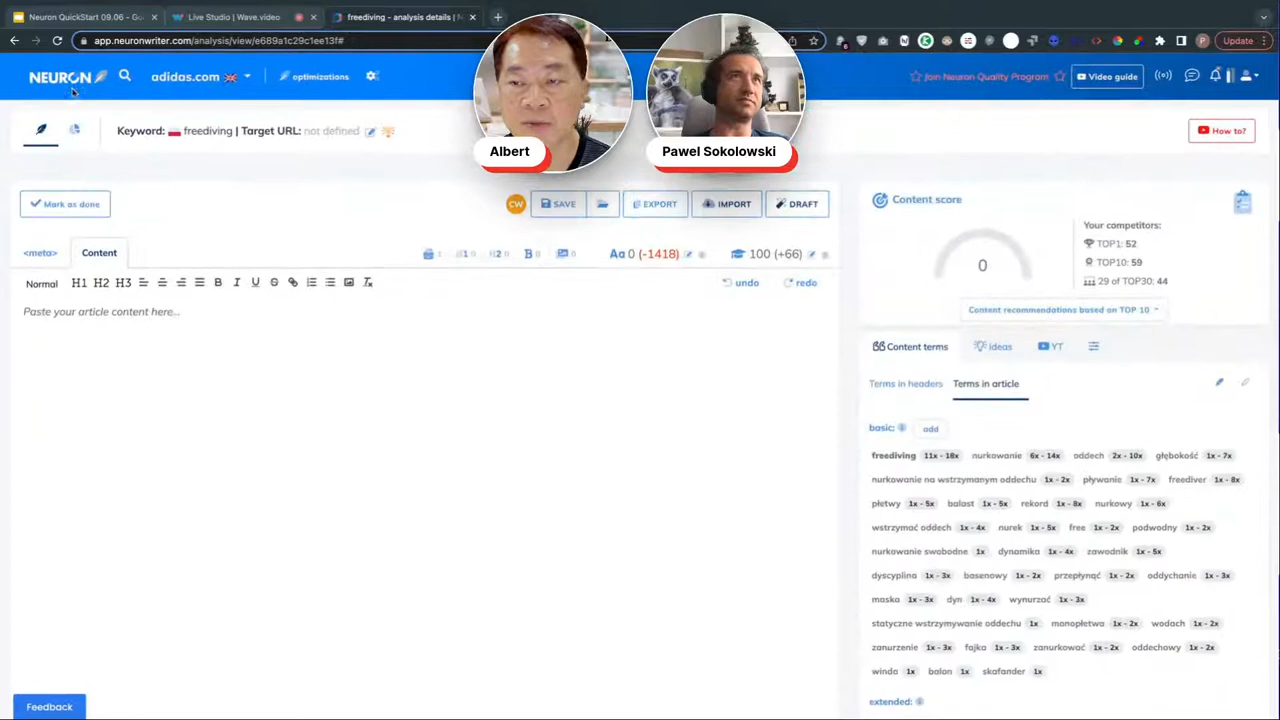 Neuron QuickStart 09.06 - Go
Live Studio | Wave.video
freediving - analysis details | N
app.neuronwriter.com/analysis/view/e689a1c29c1ee13f#
Update
NEURON
adidas.com
optimizations
Join Neuron Quality Program
Video guide
Keyword: freediving | Target URL: not defined
How to?
Albert
Pawel Sokolowski
Mark as done
CW
SAVE
EXPORT
IMPORT
DRAFT
Content score
<meta>
Content
Aa 0 (-1418)
100 (+66)
0
Your competitors:
TOP1: 52
TOP10: 59
29 of TOP30: 44
Normal H1 H2 H3
undo
redo
Content recommendations based on TOP 10
Paste your article content here...
Content terms
Ideas
YT
Terms in headers
Terms in article
basic: add
freediving 11x - 18x nurkowanie 6x - 14x oddech 2x - 10x głębokość 1x - 7x
nurkowanie na wstrzymanym oddechu 1x - 2x pływanie 1x - 7x freediver 1x - 8x
płetwy 1x - 5x balast 1x - 5x rekord 1x - 8x nurkowy 1x - 6x
wstrzymać oddech 1x - 4x nurek 1x - 5x free 1x - 2x podwodny 1x - 2x
nurkowanie swobodne 1x dynamika 1x - 4x zawodnik 1x - 5x
dyscyplina 1x - 3x basenowy 1x - 2x przepłynąć 1x - 2x oddychanie 1x - 3x
maska 1x - 3x dyn 1x - 4x wynurzać 1x - 3x
statyczne wstrzymywanie oddechu 1x monopłetwa 1x - 2x wodach 1x - 2x
zanurzenie 1x - 3x fajka 1x - 3x zanurkować 1x - 2x oddechowy 1x - 2x
winda 1x balon 1x skafander 1x
extended:
Feedback